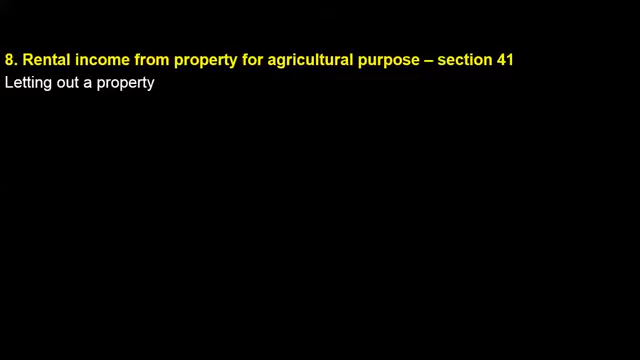 8. Rental income from property for agricultural purpose – section 41
Letting out a property